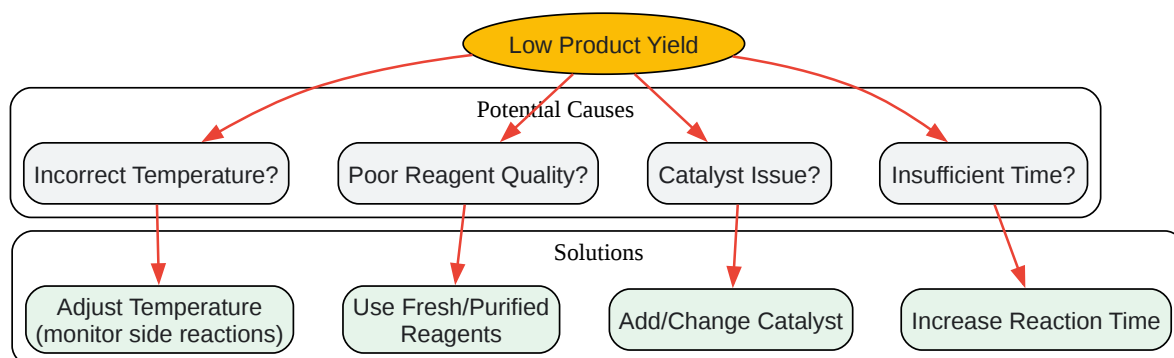 Low Product Yield
Potential Causes
Incorrect Temperature?
Poor Reagent Quality?
Catalyst Issue?
Insufficient Time?
Solutions
Adjust Temperature
(monitor side reactions)
Use Fresh/Purified
Reagents
Add/Change Catalyst
Increase Reaction Time